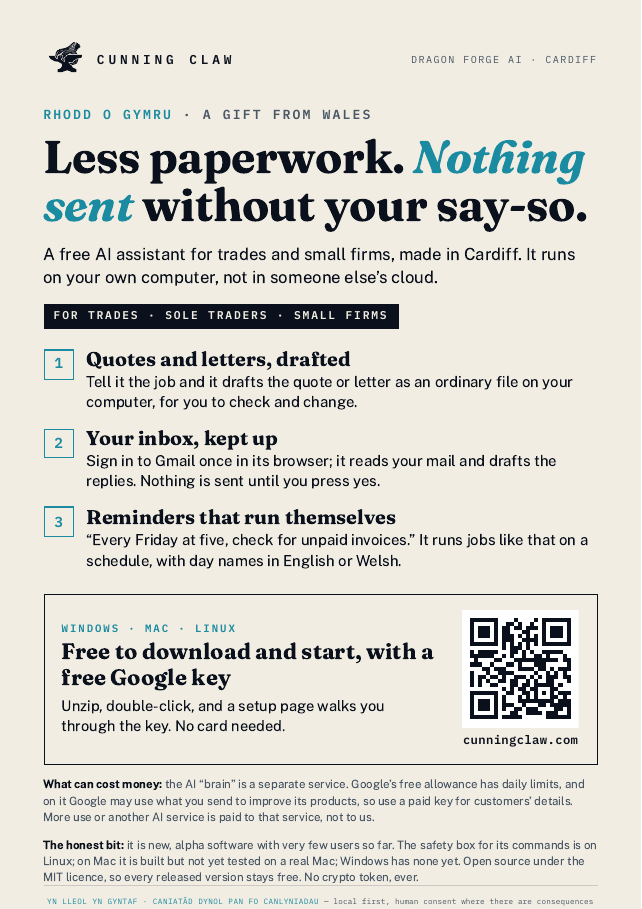 CUNNING CLAW
DRAGON FORGE AI · CARDIFF
RHODD O GYMRU · A GIFT FROM WALES
Less paperwork. Nothing
sent without your say-so.
A free AI assistant for trades and small firms, made in Cardiff. It runs
on your own computer, not in someone else’s cloud.
FOR TRADES · SOLE TRADERS · SMALL FIRMS
1
Quotes and letters, drafted
Tell it the job and it drafts the quote or letter as an ordinary file on your
computer, for you to check and change.
2
Your inbox, kept up
Sign in to Gmail once in its browser; it reads your mail and drafts the
replies. Nothing is sent until you press yes.
3
Reminders that run themselves
“Every Friday at five, check for unpaid invoices.” It runs jobs like that on a
schedule, with day names in English or Welsh.
WINDOWS · MAC · LINUX
Free to download and start, with a
free Google key
Unzip, double-click, and a setup page walks you
through the key. No card needed.
cunningclaw.com
What can cost money: the AI “brain” is a separate service. Google’s free allowance has daily limits, and
on it Google may use what you send to improve its products, so use a paid key for customers’ details.
More use or another AI service is paid to that service, not to us.
The honest bit: it is new, alpha software with very few users so far. The safety box for its commands is on
Linux; on Mac it is built but not yet tested on a real Mac; Windows has none yet. Open source under the
MIT licence, so every released version stays free. No crypto token, ever.
YN LLEOL YN GYNTAF · CANIATÂD DYNOL PAN FO CANLYNIADAU — local first, human consent where there are consequences